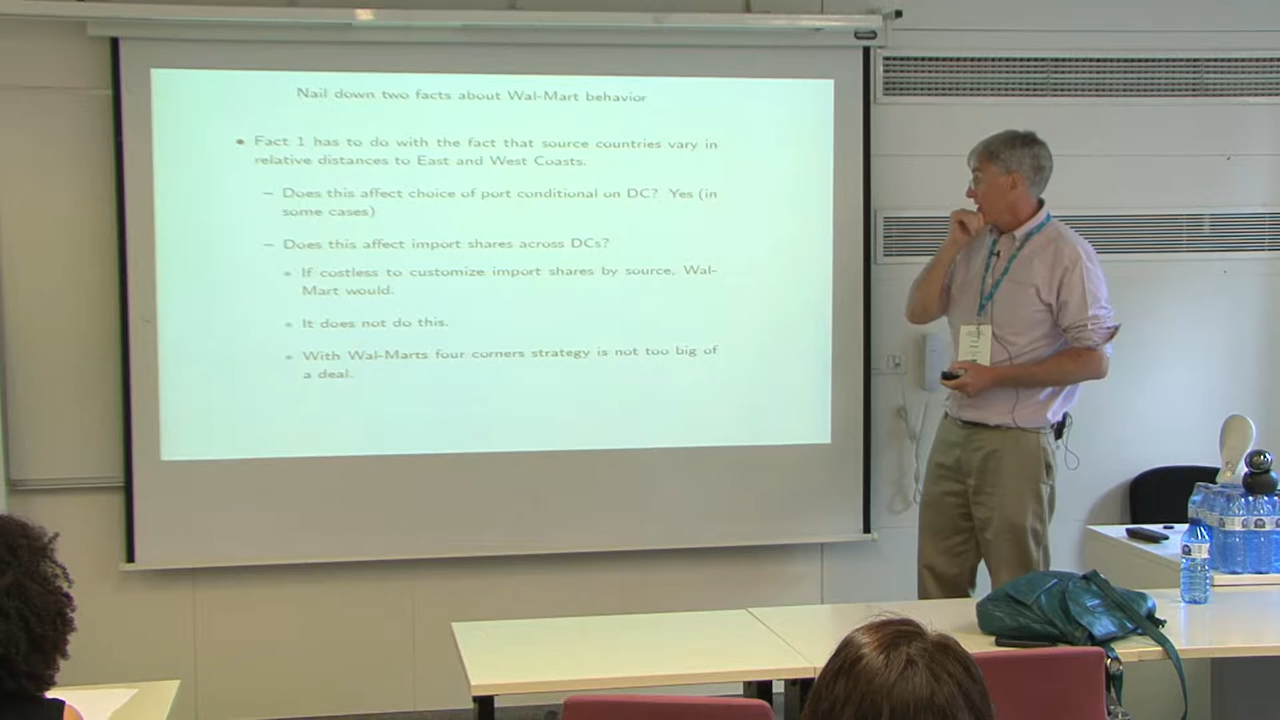 Nail down two facts about Wal-Mart behavior
• Fact 1 has to do with the fact that source countries vary in
relative distances to East and West Coasts.
– Does this affect choice of port conditional on DC? Yes (in
some cases)
– Does this affect import shares across DCs?
• If costless to customize import shares by source, Wal-
Mart would.
• It does not do this.
• With Wal-Marts four corners strategy is not too big of
a deal.